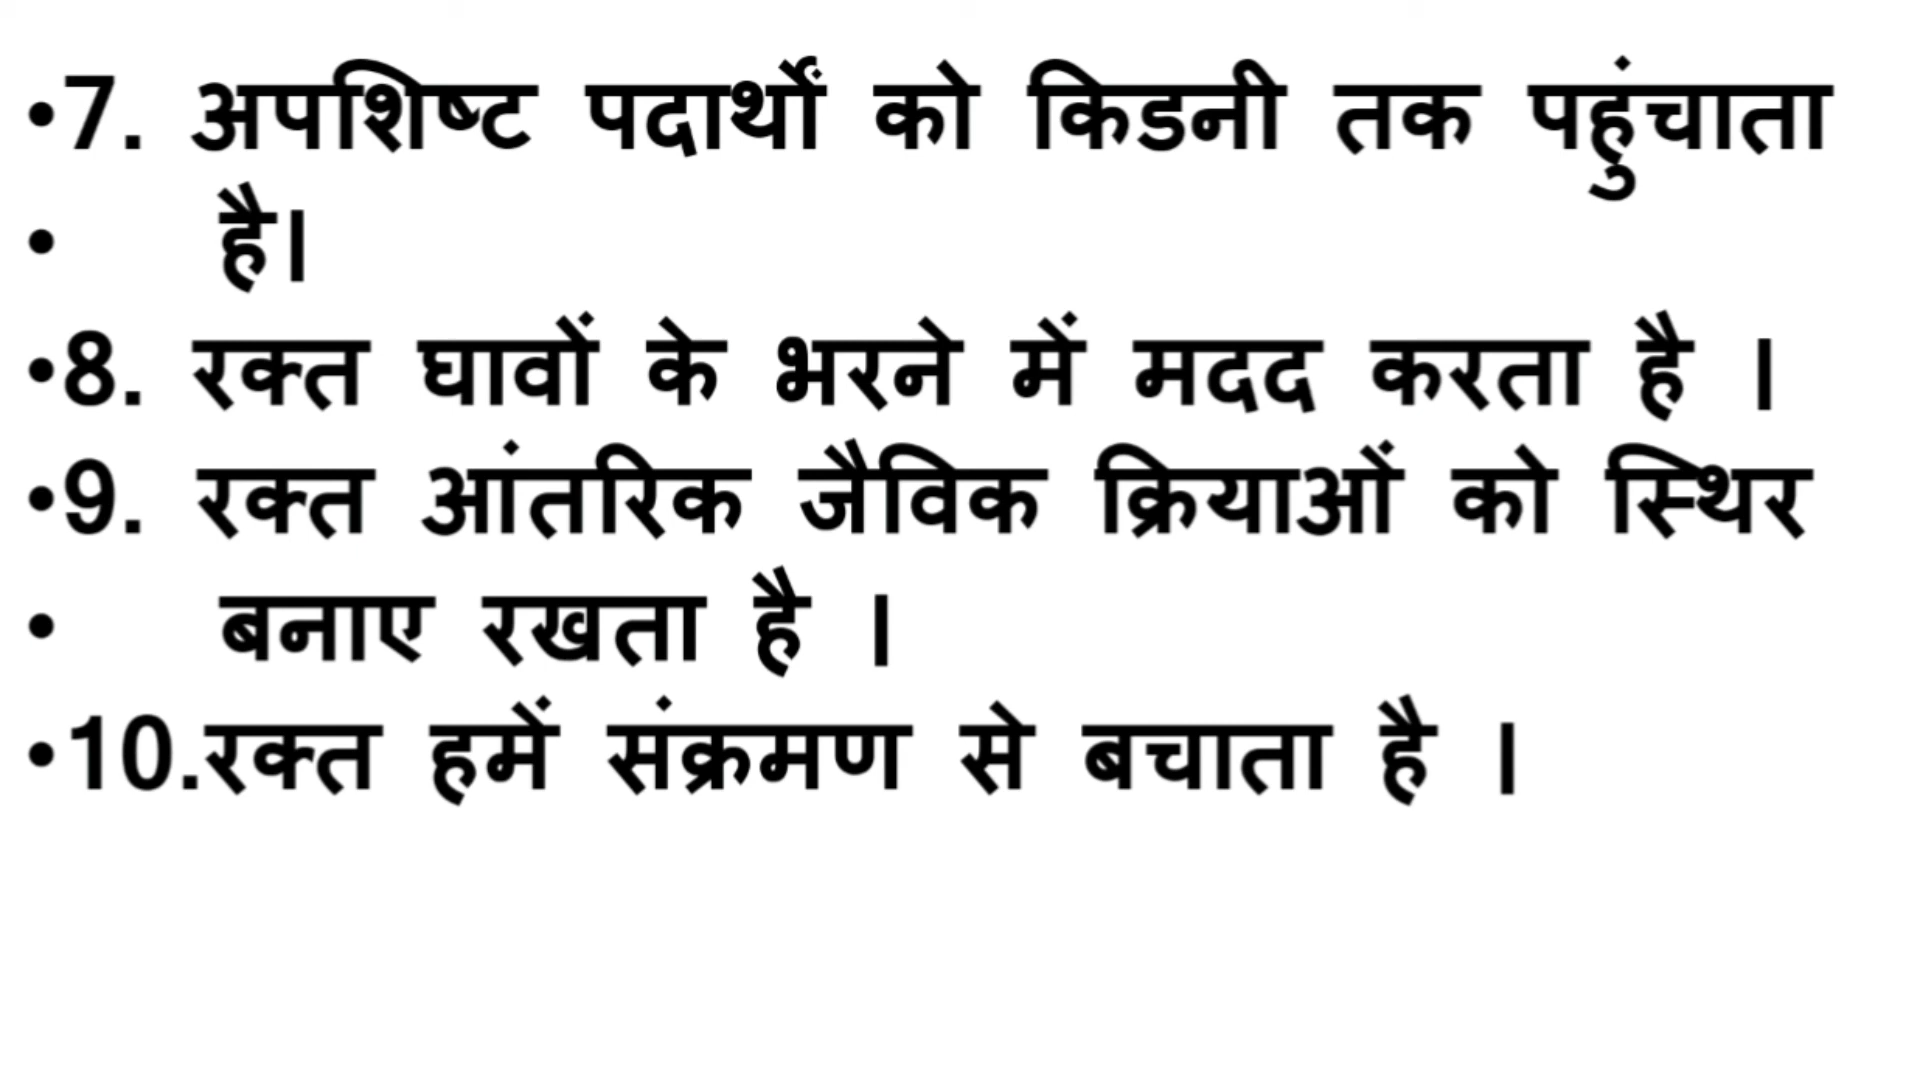 •7. अपशिष्ट पदार्थों को किडनी तक पहुंचाता
• है।
•8. रक्त घावों के भरने में मदद करता है ।
•9. रक्त आंतरिक जैविक क्रियाओं को स्थिर
• बनाए रखता है ।
•10.रक्त हमें संक्रमण से बचाता है ।